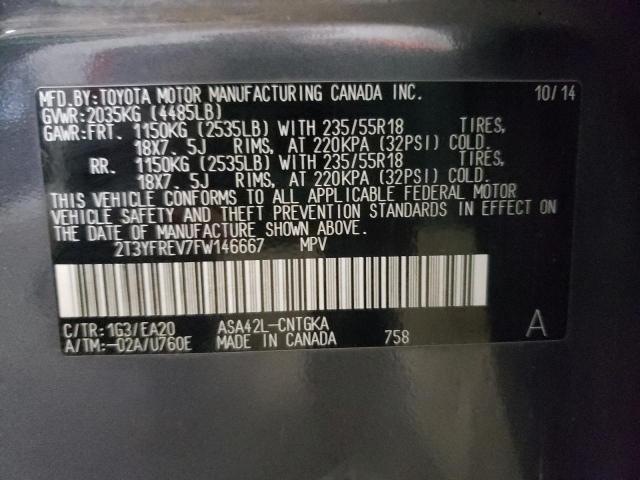 MFD.BY:TOYOTA MOTOR MANUFACTURING CANADA INC. 10/14
GVWR:2035KG (4485LB)
GAWR:FRT. 1150KG (2535LB) WITH 235/55R18 TIRES,
18X7. 5J RIMS, AT 220KPA (32PSI) COLD.
RR. 1150KG (2535LB) WITH 235/55R18 TIRES,
18X7. 5J RIMS, AT 220KPA (32PSI) COLD.
THIS VEHICLE CONFORMS TO ALL APPLICABLE FEDERAL MOTOR
VEHICLE SAFETY AND THEFT PREVENTION STANDARDS IN EFFECT ON
THE DATE OF MANUFACTURE SHOWN ABOVE.
2T3YFREV7FW146667 MPV
C/TR:1G3/EA20 ASA42L-CNTGKA A
A/TM:-02A/U760E MADE IN CANADA 758